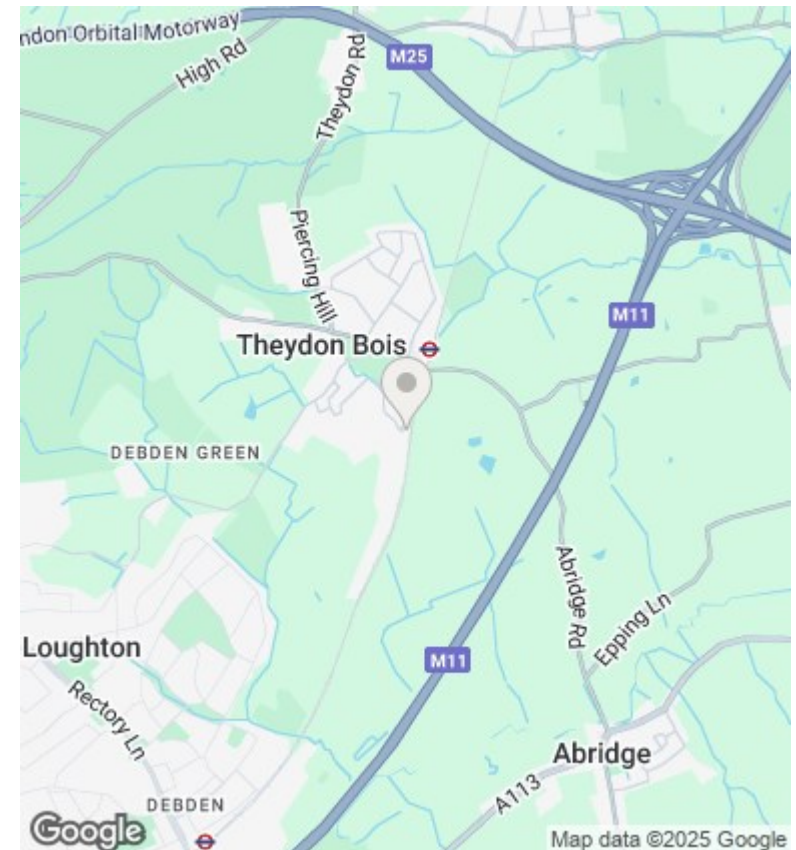 ndon Orbital Motorway
High Rd
Theydon Rd
M25
Piercing Hill
M11
Theydon Bois
DEBDEN GREEN
Abridge Rd
Epping Ln
Loughton
M11
Rectory Ln
Abridge
A113
DEBDEN
Google
Map data ©2025 Google